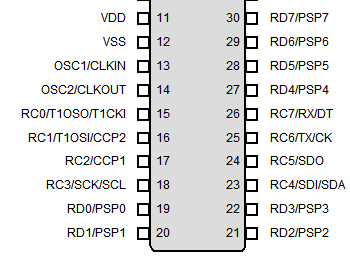 VDD 11 30 RD7/PSP7
VSS 12 29 RD6/PSP6
OSC1/CLKIN 13 28 RD5/PSP5
OSC2/CLKOUT 14 27 RD4/PSP4
RC0/T1OSO/T1CKI 15 26 RC7/RX/DT
RC1/T1OSI/CCP2 16 25 RC6/TX/CK
RC2/CCP1 17 24 RC5/SDO
RC3/SCK/SCL 18 23 RC4/SDI/SDA
RD0/PSP0 19 22 RD3/PSP3
RD1/PSP1 20 21 RD2/PSP2